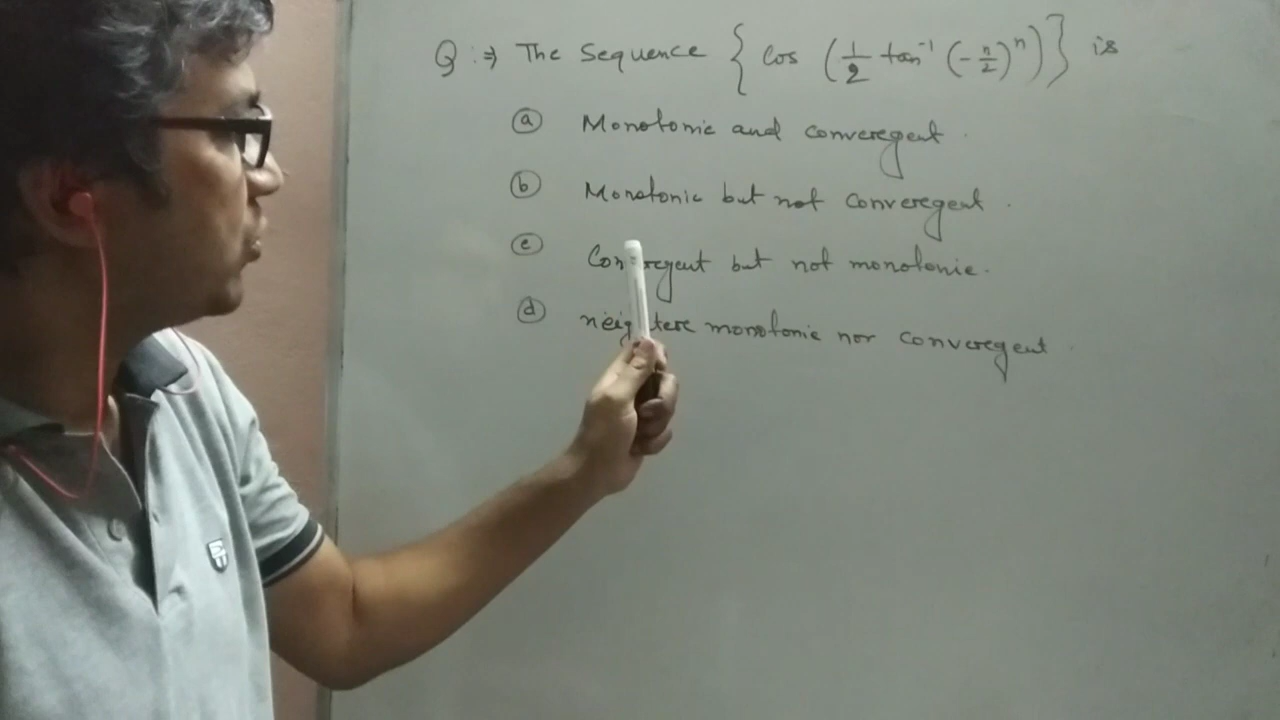 Q :⇒ The Sequence { Cos ( 1/2 tan⁻¹ (-n/2)ⁿ ) } is
(a) Monotonic and converegent .
(b) Monotonic but not converegent .
(c) but not monotonic.
(d) monotonic nor converegent